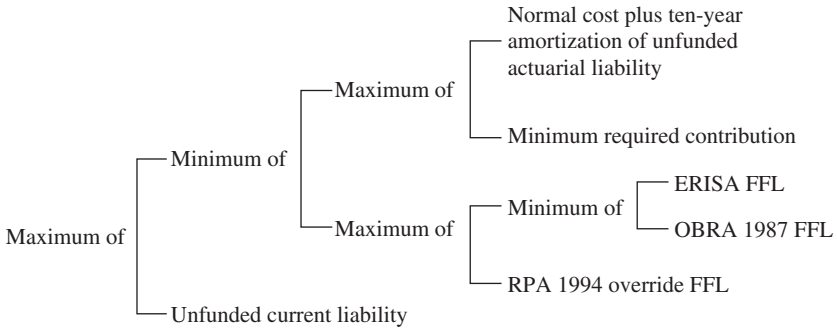 Normal cost plus ten-year
amortization of unfunded
actuarial liability
Maximum of
Minimum required contribution
Minimum of
ERISA FFL
Maximum of
Minimum of
OBRA 1987 FFL
Maximum of
RPA 1994 override FFL
Unfunded current liability